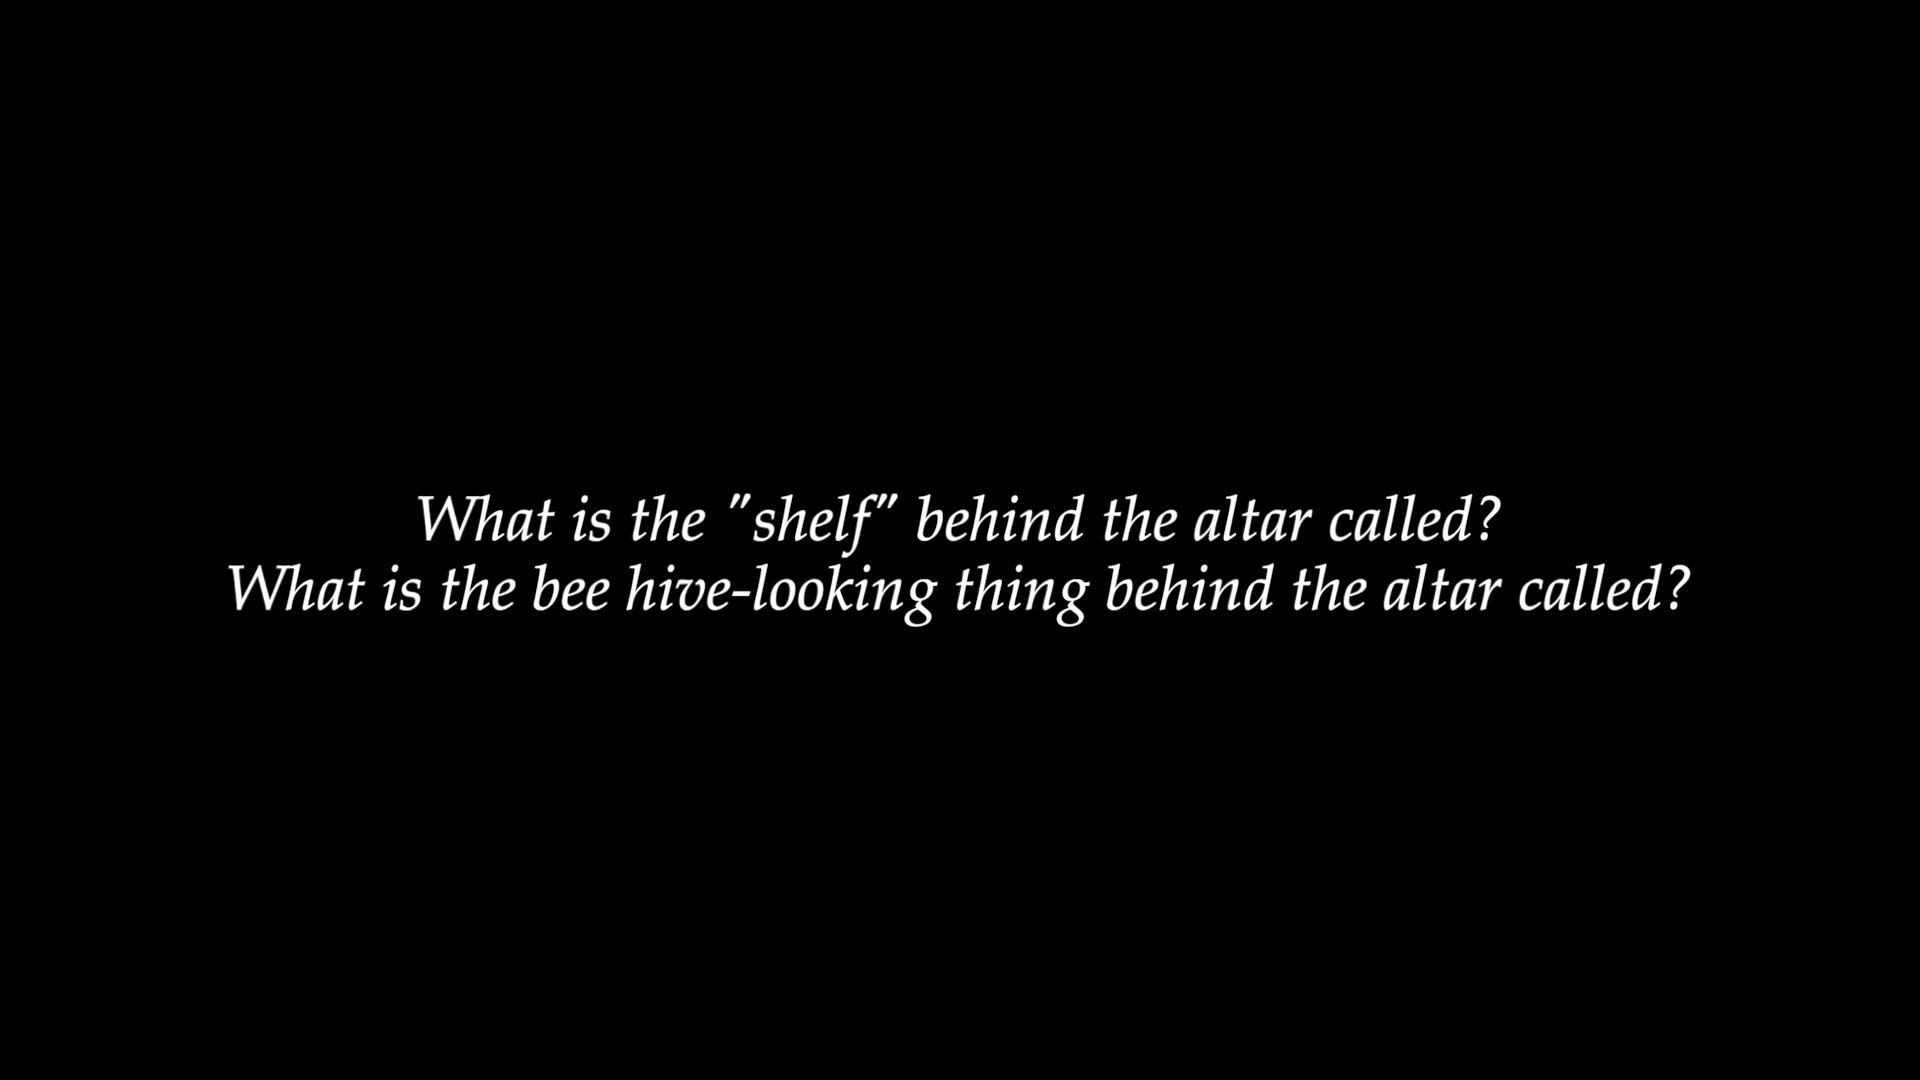 What is the "shelf" behind the altar called?
What is the bee hive-looking thing behind the altar called?